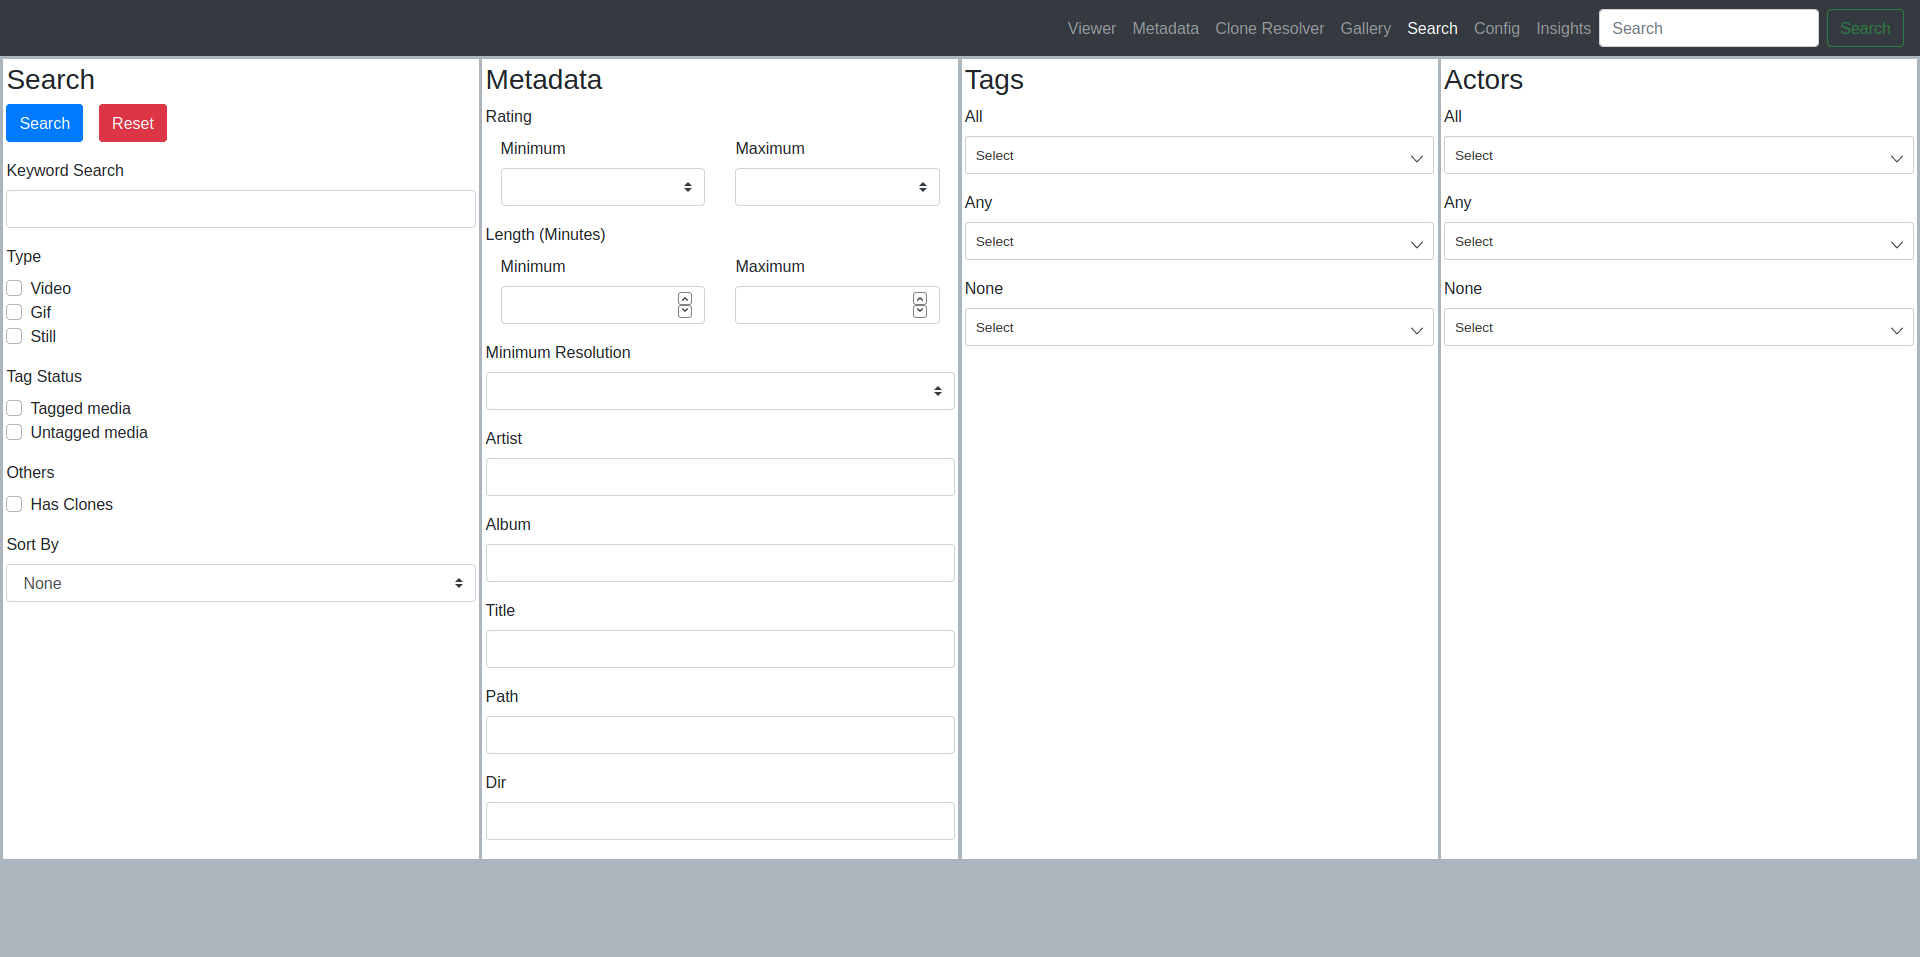 Viewer Metadata Clone Resolver Gallery Search Config Insights Search Search
Search
Search Reset
Keyword Search
Type
Video
Gif
Still
Tag Status
Tagged media
Untagged media
Others
Has Clones
Sort By
None
Metadata
Rating
Minimum Maximum
Length (Minutes)
Minimum Maximum
Minimum Resolution
Artist
Album
Title
Path
Dir
Tags
All
Select
Any
Select
None
Select
Actors
All
Select
Any
Select
None
Select